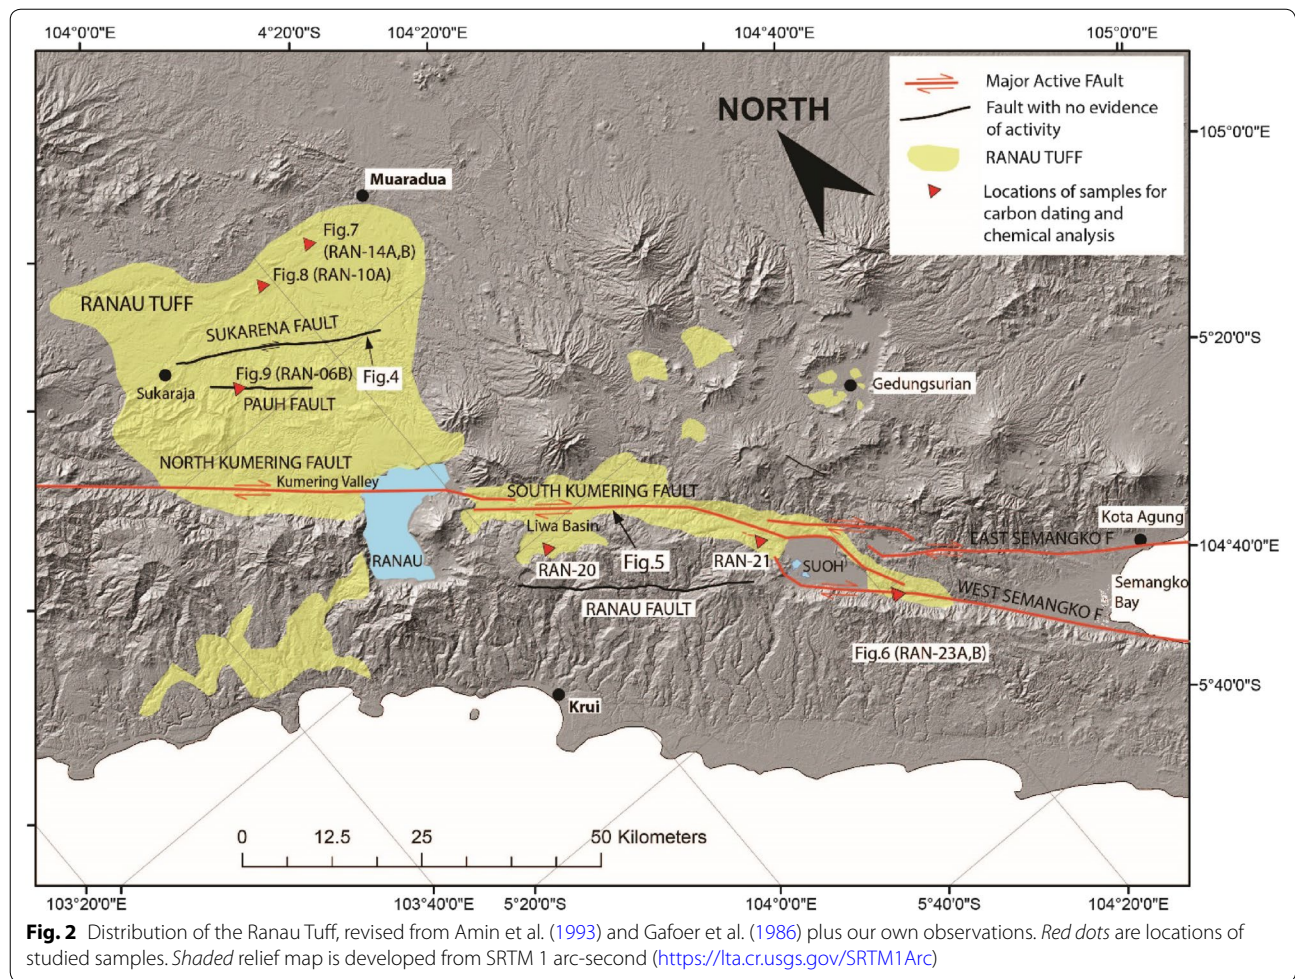 104°0'0"E
4°20'0"S
104°20'0"E
104°40'0"E
105°0'0"E
Major Active FAult
Fault with no evidence
of activity
RANAU TUFF
Locations of samples for
carbon dating and
chemical analysis
NORTH
105°0'0"E
Muaradua
Fig.7
(RAN-14A,B)
Fig.8 (RAN-10A)
RANAU TUFF
SUKARENA FAULT
5°20'0"S
Fig.9 (RAN-06B)
Fig.4
Sukaraja
PAUH FAULT
Gedungsurian
NORTH KUMERING FAULT
Kumering Valley
SOUTH KUMERING FAULT
Liwa Basin
Kota Agung
EAST SEMANGKO F
104°40'0"E
RANAU
RAN-20
Fig.5
RAN-21
SUOH
Semangko
Bay
RANAU FAULT
WEST SEMANGKO F
Fig.6 (RAN-23A,B)
5°40'0"S
Krui
0 12.5 25 50 Kilometers
103°20'0"E
103°40'0"E
5°20'0"S
104°0'0"E
5°40'0"S
104°20'0"E
Fig. 2 Distribution of the Ranau Tuff, revised from Amin et al. (1993) and Gafoer et al. (1986) plus our own observations. Red dots are locations of
studied samples. Shaded relief map is developed from SRTM 1 arc-second (https://lta.cr.usgs.gov/SRTM1Arc)